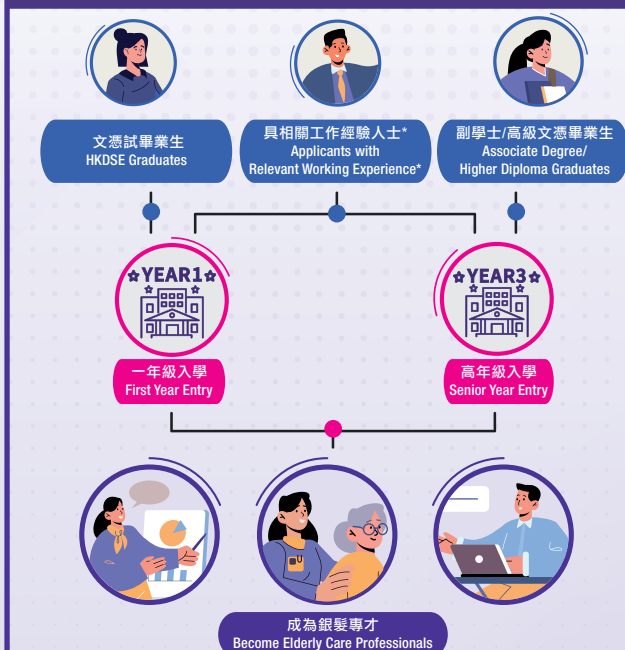 文憑試畢業生
HKDSE Graduates
具相關工作經驗人士*
Applicants with
Relevant Working Experience*
副學士/高級文憑畢業生
Associate Degree/
Higher Diploma Graduates
YEAR1
YEAR3
一年級入學
First Year Entry
高年級入學
Senior Year Entry
成為銀髮專才
Become Elderly Care Professionals